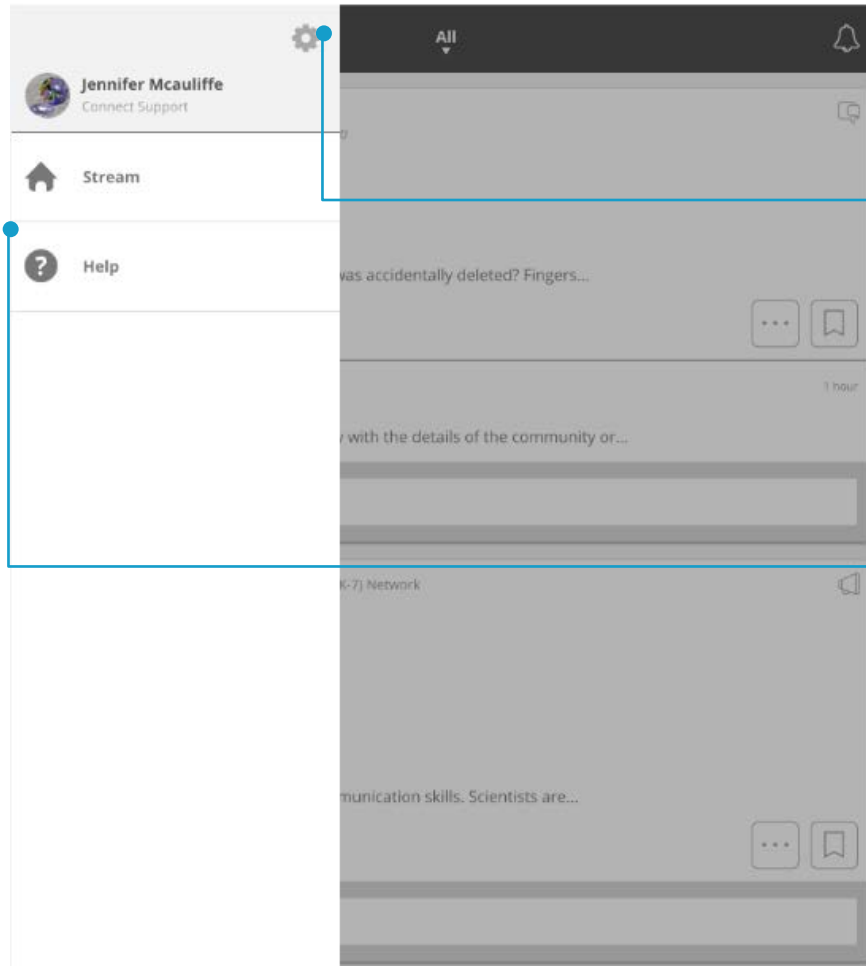 All
Jennifer Mcauliffe
Connect Support
Stream
Help
was accidentally deleted? Fingers...
1 hour
with the details of the community or...
K-7) Network
munication skills. Scientists are...